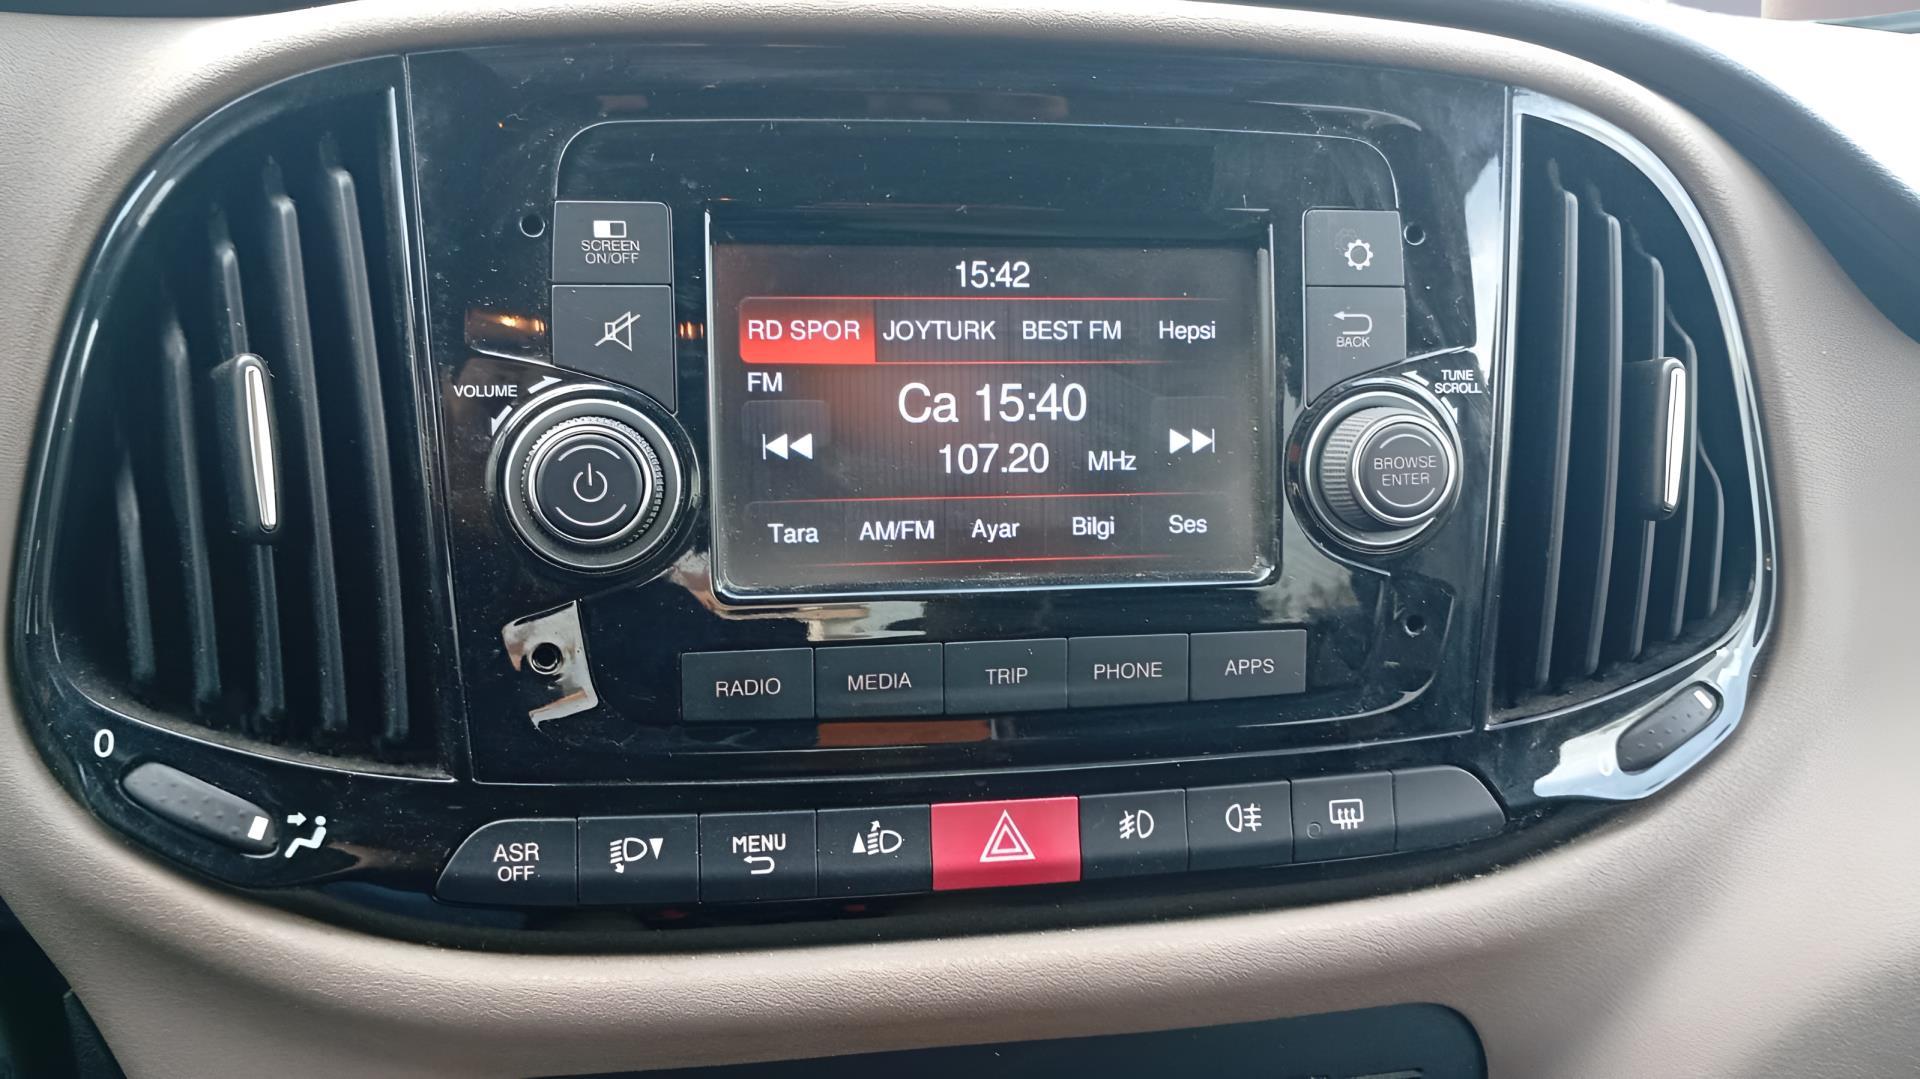 SCREEN
ON/OFF
15:42
RD SPOR JOYTURK BEST FM Hepsi
BACK
VOLUME
FM
TUNE
SCROLL
Ca 15:40
107.20 MHz
BROWSE
ENTER
Tara AM/FM Ayar Bilgi Ses
RADIO MEDIA TRIP PHONE APPS
0
0
ASR
OFF
MENU